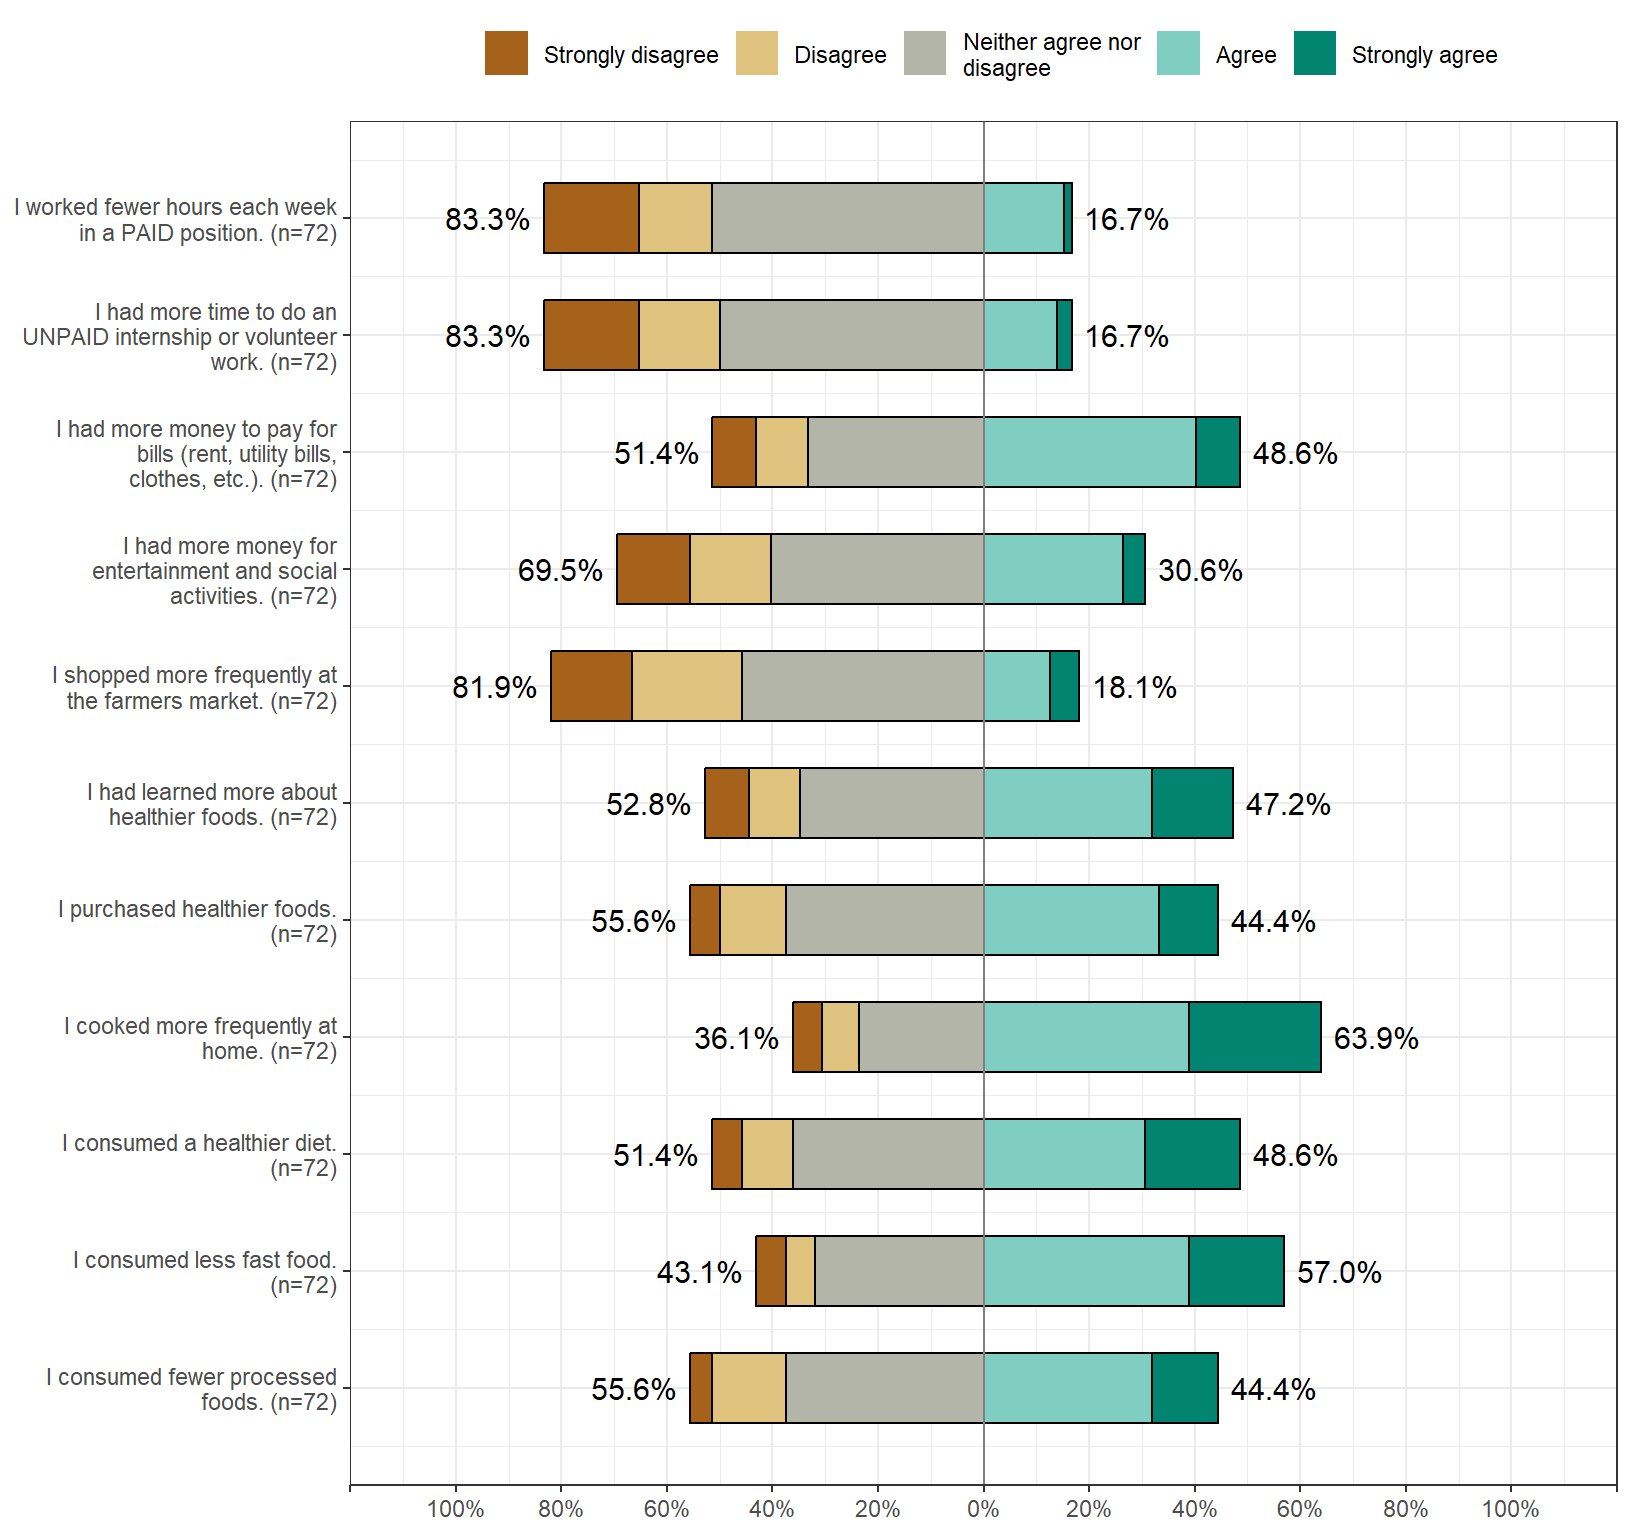 Strongly disagree
Disagree
Neither agree nor
disagree
Agree
Strongly agree
I worked fewer hours each week
in a PAID position. (n=72)
83.3%
16.7%
I had more time to do an
UNPAID internship or volunteer
work. (n=72)
83.3%
16.7%
I had more money to pay for
bills (rent, utility bills,
clothes, etc.). (n=72)
51.4%
48.6%
I had more money for
entertainment and social
activities. (n=72)
69.5%
30.6%
I shopped more frequently at
the farmers market. (n=72)
81.9%
18.1%
I had learned more about
healthier foods. (n=72)
52.8%
47.2%
I purchased healthier foods.
(n=72)
55.6%
44.4%
I cooked more frequently at
home. (n=72)
36.1%
63.9%
I consumed a healthier diet.
(n=72)
51.4%
48.6%
I consumed less fast food.
(n=72)
43.1%
57.0%
I consumed fewer processed
foods. (n=72)
55.6%
44.4%
100% 80% 60% 40% 20% 0% 20% 40% 60% 80% 100%